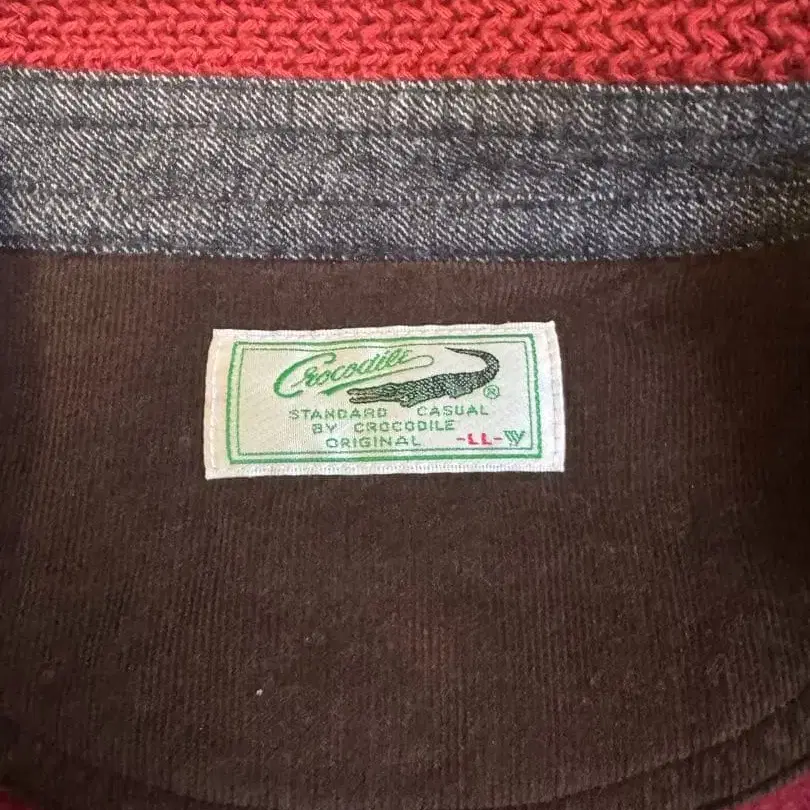 Crocodile
®
STANDARD CASUAL
BY CROCODILE
ORIGINAL -LL-